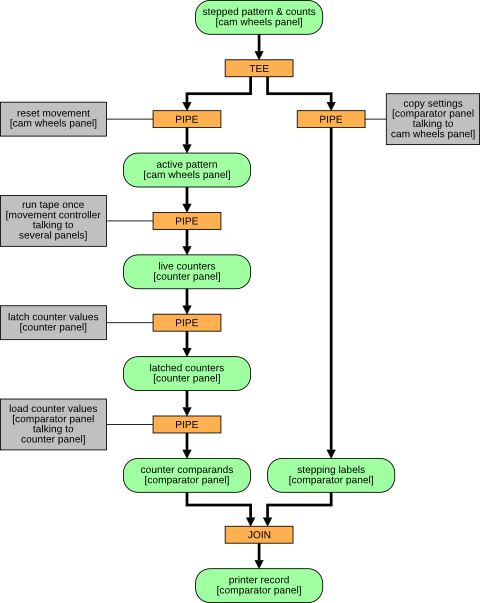 stepped pattern & counts
[cam wheels panel]
TEE
reset movement
[cam wheels panel]
PIPE
PIPE
copy settings
[comparator panel
talking to
cam wheels panel]
active pattern
[cam wheels panel]
run tape once
[movement controller
talking to
several panels]
PIPE
live counters
[counter panel]
latch counter values
[counter panel]
PIPE
latched counters
[counter panel]
load counter values
[comparator panel
talking to
counter panel]
PIPE
counter comparands
[comparator panel]
stepping labels
[comparator panel]
JOIN
printer record
[comparator panel]